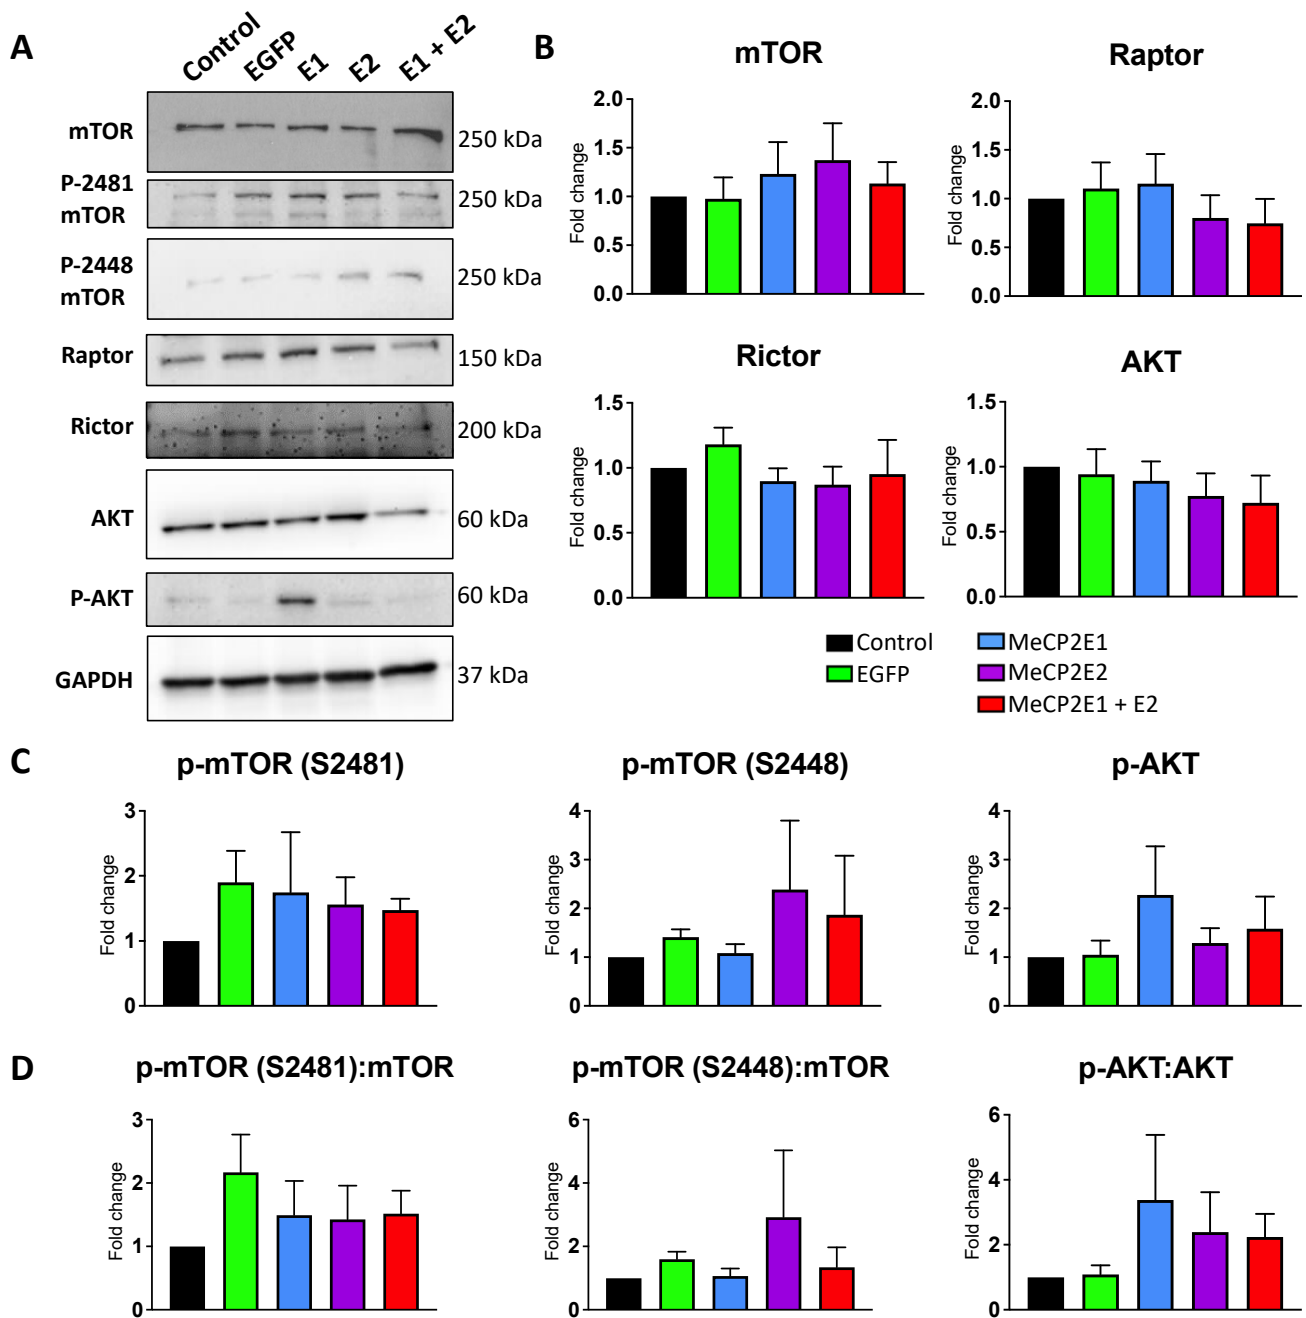 A
Control
EGFP
E1
E2
E1 + E2
mTOR
250 kDa
P-2481
mTOR
250 kDa
P-2448
mTOR
250 kDa
Raptor
150 kDa
Rictor
200 kDa
AKT
60 kDa
P-AKT
60 kDa
GAPDH
37 kDa
B
mTOR
Fold change
2.0
1.5
1.0
0.5
0.0
Raptor
Fold change
2.0
1.5
1.0
0.5
0.0
Rictor
Fold change
1.5
1.0
0.5
0.0
AKT
Fold change
1.5
1.0
0.5
0.0
Control
EGFP
MeCP2E1
MeCP2E2
MeCP2E1 + E2
C
p-mTOR (S2481)
Fold change
3
2
1
0
p-mTOR (S2448)
Fold change
4
3
2
1
0
p-AKT
Fold change
4
3
2
1
0
D
p-mTOR (S2481):mTOR
Fold change
3
2
1
0
p-mTOR (S2448):mTOR
Fold change
6
4
2
0
p-AKT:AKT
Fold change
6
4
2
0